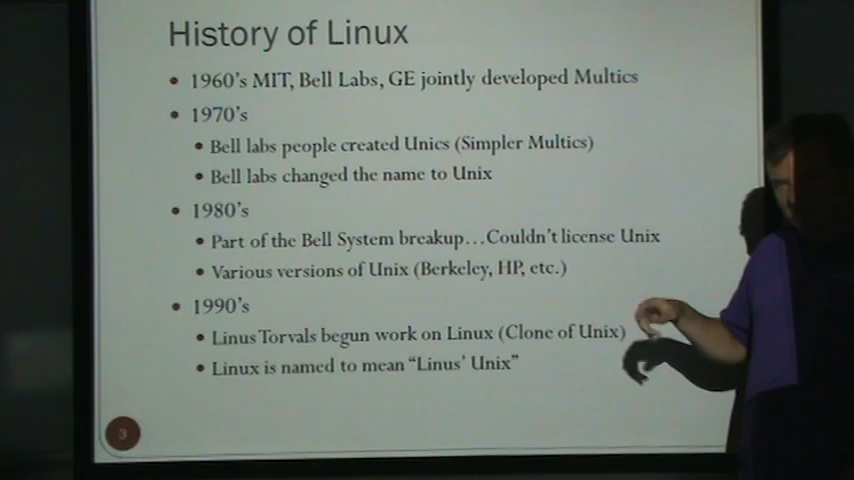 History of Linux
• 1960's MIT, Bell Labs, GE jointly developed Multics
• 1970's
• Bell labs people created Unics (Simpler Multics)
• Bell labs changed the name to Unix
• 1980's
• Part of the Bell System breakup…Couldn't license Unix
• Various versions of Unix (Berkeley, HP, etc.)
• 1990's
• Linus Torvals begun work on Linux (Clone of Unix)
• Linux is named to mean “Linus' Unix”
3